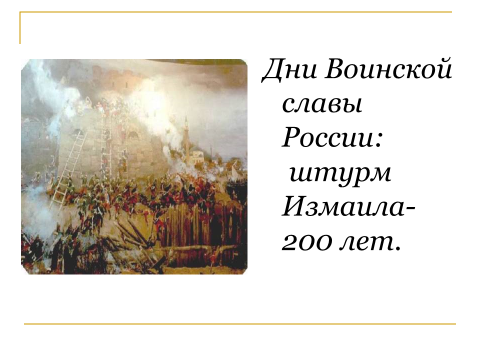 Дни Воинской
славы
России:
штурм
Измаила-
200 лет.